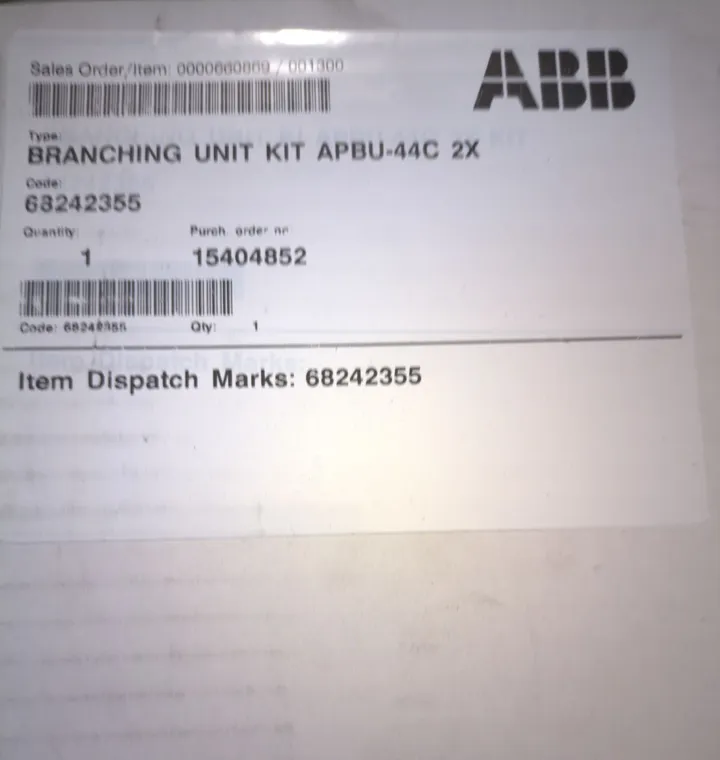 Sales Order/Item: 0000660869 / 001300
ABB
Type:
BRANCHING UNIT KIT APBU-44C 2X
Code:
68242355
Quantity: Purch. order nr
1 15404852
Code: 68242355 Qty: 1
Item Dispatch Marks: 68242355